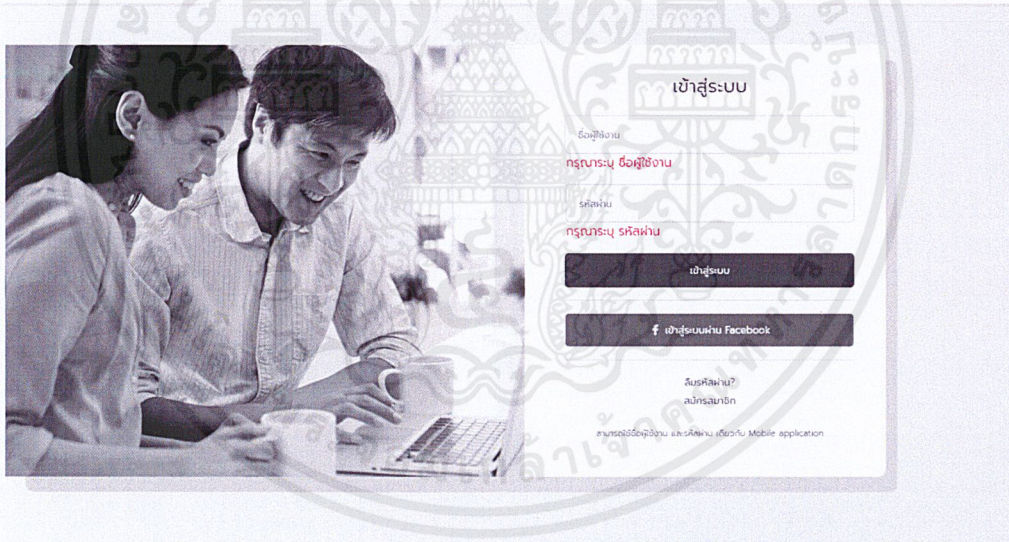 เข้าสู่ระบบ
ชื่อผู้ใช้งาน
กรุณาระบุ ชื่อผู้ใช้งาน
รหัสผ่าน
กรุณาระบุ รหัสผ่าน
เข้าสู่ระบบ
f เข้าสู่ระบบผ่าน Facebook
ลืมรหัสผ่าน?
สมัครสมาชิก
สามารถใช้ชื่อผู้ใช้งาน และรหัสผ่าน เดียวกับ Mobile application